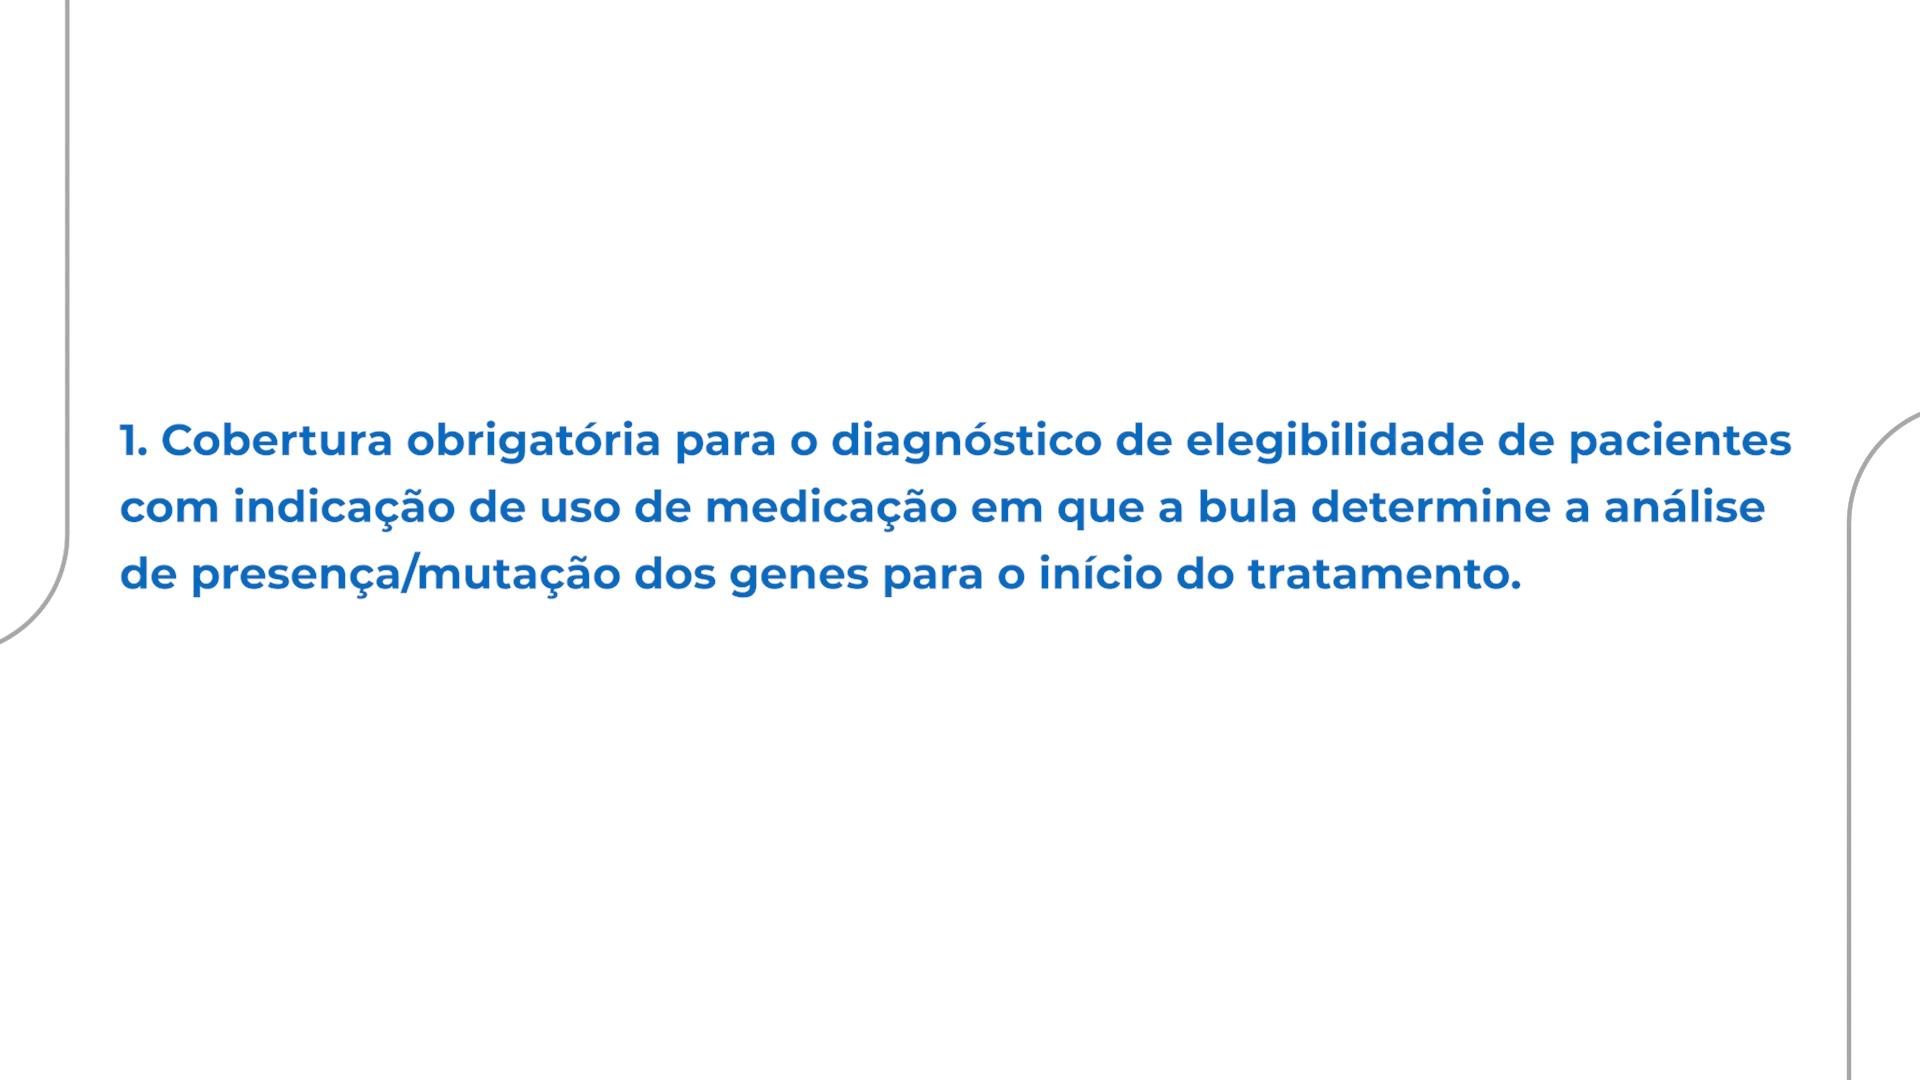 1. Cobertura obrigatória para o diagnóstico de elegibilidade de pacientes
com indicação de uso de medicação em que a bula determine a análise
de presença/mutação dos genes para o início do tratamento.